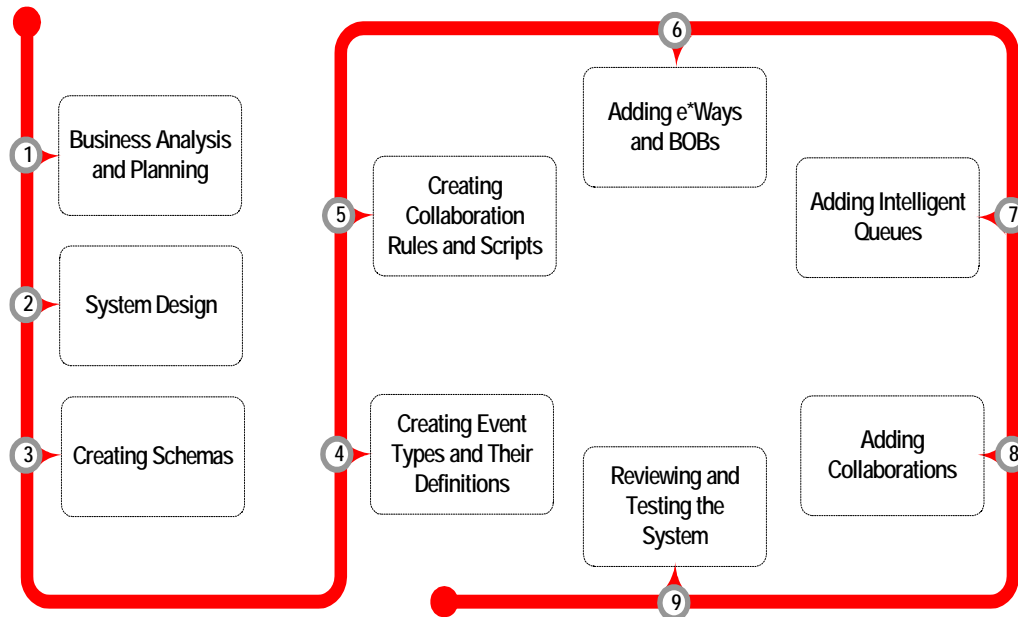 1
Business Analysis
and Planning
2
System Design
3
Creating Schemas
4
Creating Event
Types and Their
Definitions
5
Creating
Collaboration
Rules and Scripts
6
Adding e*Ways
and BOBs
7
Adding Intelligent
Queues
8
Adding
Collaborations
9
Reviewing and
Testing the
System